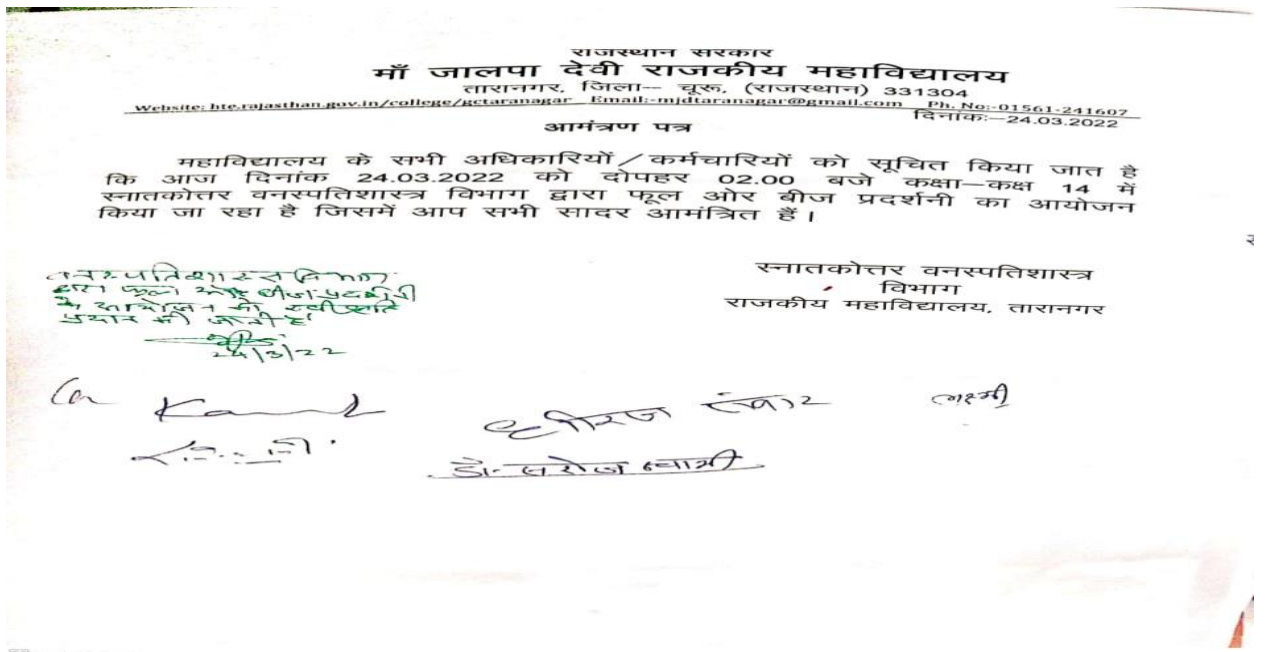 राजस्थान सरकार
माँ जालपा देवी राजकीय महाविद्यालय
तारानगर, जिला-- चूरू, (राजस्थान) 331304
Website: hte.rajasthan.gov.in/college/gctaranagar Email:-mjdtaranagar@gmail.com Ph. No:-01561-241607
दिनांकः—24.03.2022
आमंत्रण पत्र
महाविद्यालय के सभी अधिकारियों/कर्मचारियों को सूचित किया जात है
कि आज दिनांक 24.03.2022 को दोपहर 02.00 बजे कक्षा—कक्ष 14 में
स्नातकोत्तर वनस्पतिशास्त्र विभाग द्वारा फूल ओर बीज प्रदर्शनी का आयोजन
किया जा रहा है जिसमें आप सभी सादर आमंत्रित हैं।
स्नातकोत्तर वनस्पतिशास्त्र
विभाग
राजकीय महाविद्यालय, तारानगर
वनस्पतिशास्त्र विभाग
द्वारा फूल और बीज प्रदर्शनी
के आयोजन की स्वीकृति
प्रदान की जाती है
24/3/22
डॉ. सरोज